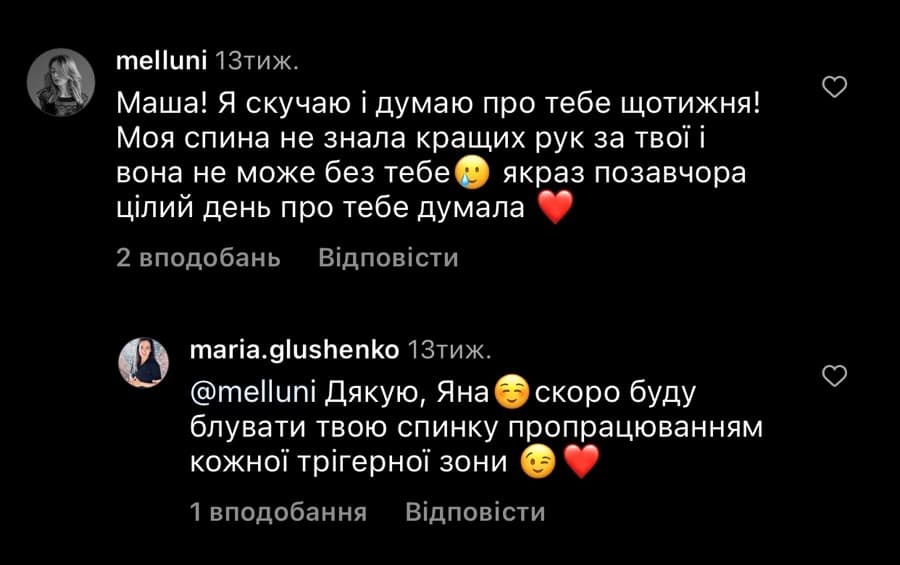 melluni 13тиж.
Маша! Я скучаю і думаю про тебе щотижня!
Моя спина не знала кращих рук за твої і
вона не може без тебе🥲 якраз позавчора
цілий день про тебе думала ❤️
2 вподобань Відповісти
maria.glushenko 13тиж.
@melluni Дякую, Яна☺️скоро буду
блувати твою спинку пропрацюванням
кожної трігерної зони 😉❤️
1 вподобання Відповісти